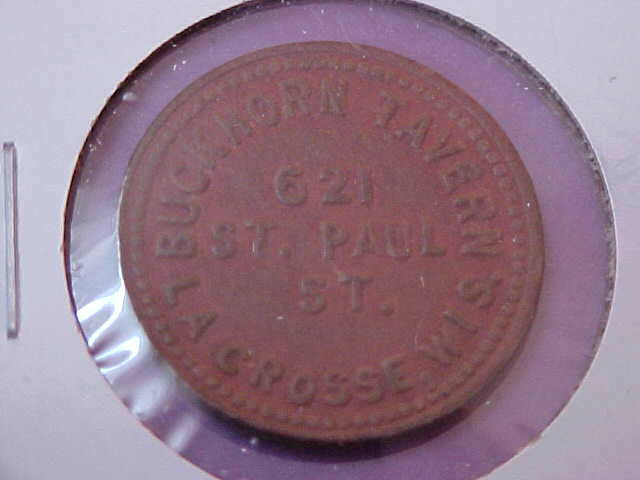 BUCKHORN TAVERN
621
ST. PAUL
ST.
LA CROSSE WIS